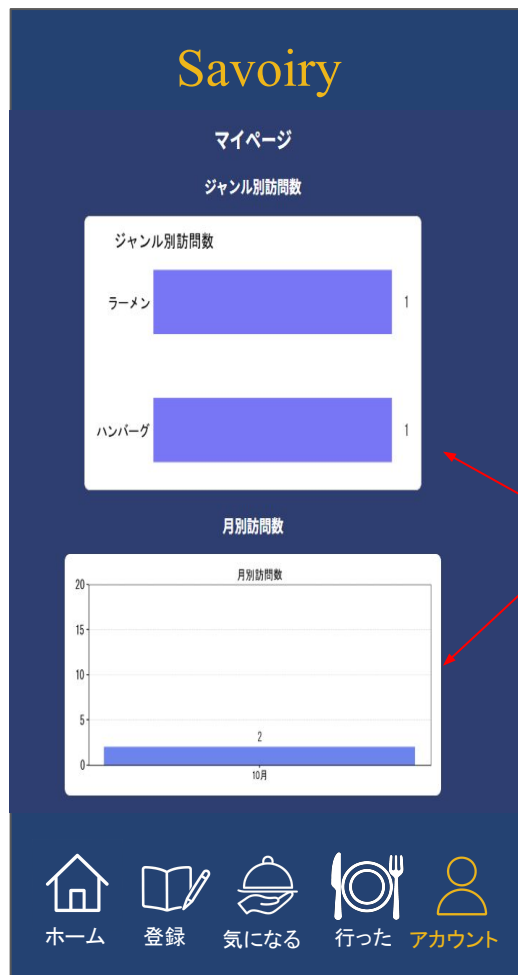 Savoiry
マイページ
ジャンル別訪問数
ジャンル別訪問数
ラーメン 1
ハンバーグ 1
月別訪問数
月別訪問数
20
15
10
5
0
2
10月
ホーム 登録 気になる 行った アカウント